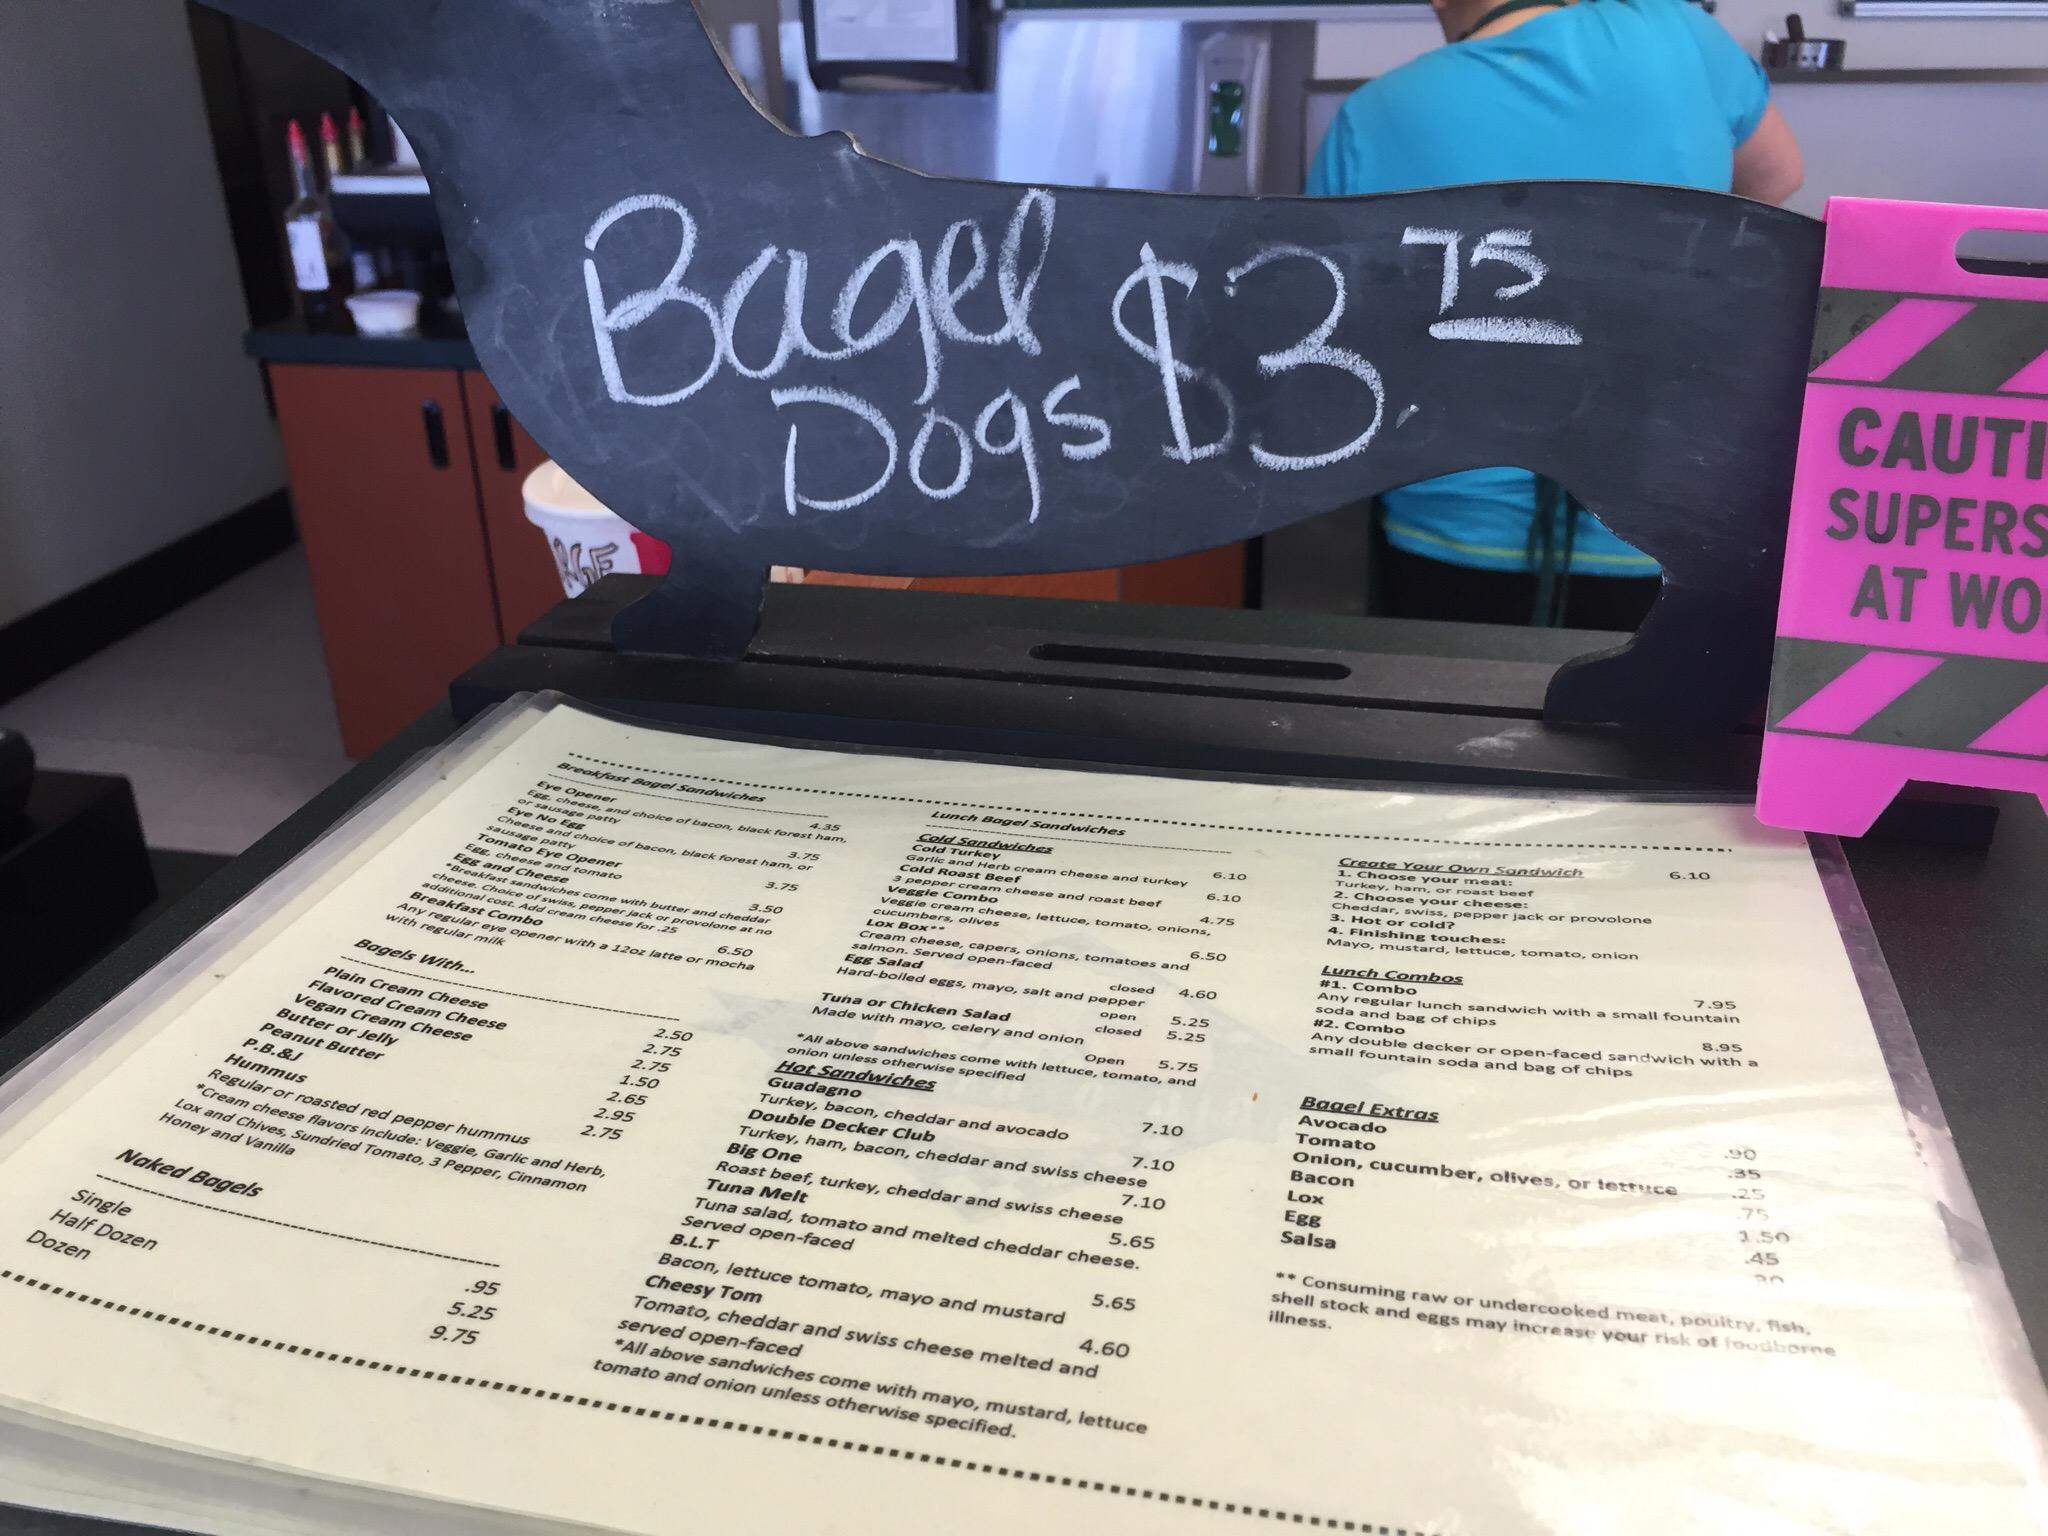 Bagel
Dogs
$3.75
CAUTI
SUPERS
AT WO
Breakfast Bagel Sandwiches
Eye Opener 4.35
Egg, cheese, and choice of bacon, black forest ham,
or sausage patty
Eye No Egg 3.75
Cheese and choice of bacon, black forest ham, or
sausage patty
Tomato Eye Opener 3.75
Egg, cheese and tomato
Egg and Cheese 3.50
*Breakfast sandwiches come with butter and cheddar
cheese. Choice of swiss, pepper jack or provolone at no
additional cost. Add cream cheese for .25
Breakfast Combo 6.50
Any regular eye opener with a 12oz latte or mocha
with regular milk
Bagels With...
Plain Cream Cheese 2.50
Flavored Cream Cheese 2.75
Vegan Cream Cheese 2.75
Butter or Jelly 1.50
Peanut Butter 2.65
P.B.&J 2.95
Hummus 2.75
Regular or roasted red pepper hummus
*Cream cheese flavors include: Veggie, Garlic and Herb,
Lox and Chives, Sundried Tomato, 3 Pepper, Cinnamon
Honey and Vanilla
Naked Bagels
Single .95
Half Dozen 5.25
Dozen 9.75
Lunch Bagel Sandwiches
Cold Sandwiches
Cold Turkey 6.10
Garlic and Herb cream cheese and turkey
Cold Roast Beef 6.10
3 pepper cream cheese and roast beef
Veggie Combo 4.75
Veggie cream cheese, lettuce, tomato, onions,
cucumbers, olives
Lox Box** 6.50
Cream cheese, capers, onions, tomatoes and
salmon. Served open-faced
Egg Salad closed 4.60
Hard-boiled eggs, mayo, salt and pepper
open 5.25
Tuna or Chicken Salad closed 5.25
Made with mayo, celery and onion
Open 5.75
*All above sandwiches come with lettuce, tomato, and
onion unless otherwise specified
Hot Sandwiches
Guadagno 7.10
Turkey, bacon, cheddar and avocado
Double Decker Club 7.10
Turkey, ham, bacon, cheddar and swiss cheese
Big One 7.10
Roast beef, turkey, cheddar and swiss cheese
Tuna Melt 5.65
Tuna salad, tomato and melted cheddar cheese.
Served open-faced
B.L.T 5.65
Bacon, lettuce tomato, mayo and mustard
Cheesy Tom 4.60
Tomato, cheddar and swiss cheese melted and
served open-faced
*All above sandwiches come with mayo, mustard, lettuce
tomato and onion unless otherwise specified.
Create Your Own Sandwich 6.10
1. Choose your meat:
Turkey, ham, or roast beef
2. Choose your cheese:
Cheddar, swiss, pepper jack or provolone
3. Hot or cold?
4. Finishing touches:
Mayo, mustard, lettuce, tomato, onion
Lunch Combos
#1. Combo 7.95
Any regular lunch sandwich with a small fountain
soda and bag of chips
#2. Combo 8.95
Any double decker or open-faced sandwich with a
small fountain soda and bag of chips
Bagel Extras
Avocado .90
Tomato .35
Onion, cucumber, olives, or lettuce .25
Bacon .75
Lox 1.50
Egg .45
Salsa
** Consuming raw or undercooked meat, poultry, fish,
shell stock and eggs may increase your risk of foodborne
illness.